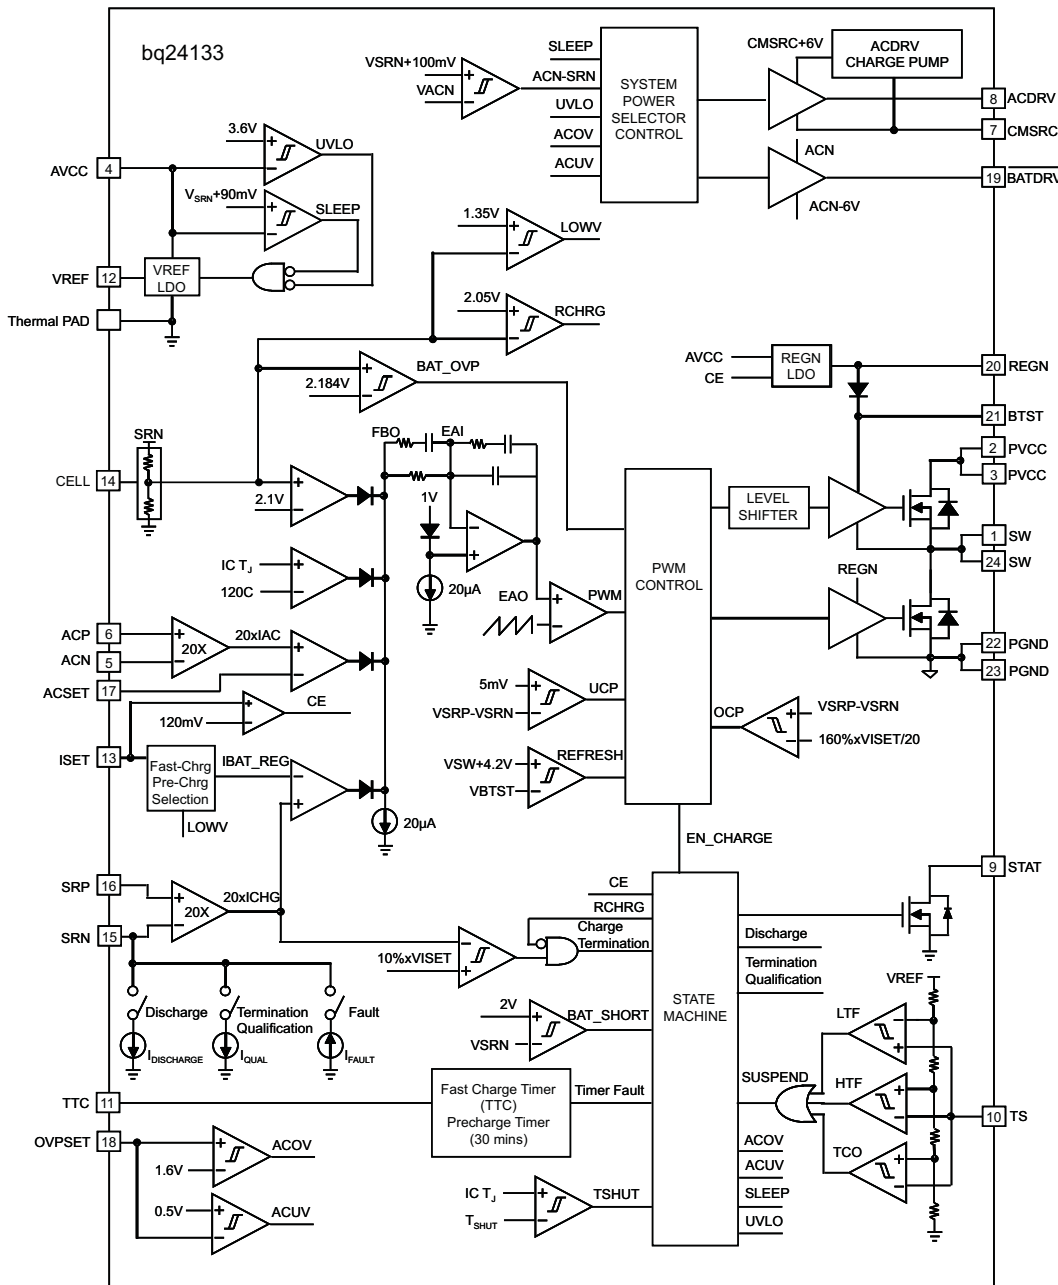 bq24133
SLEEP
VSRN+100mV
VACN
ACN-SRN
UVLO
ACOV
ACUV
SYSTEM
POWER
SELECTOR
CONTROL
CMSRC+6V
ACDRV
CHARGE PUMP
8 ACDRV
7 CMSRC
ACN
19 BATDRV
ACN-6V
3.6V
UVLO
AVCC 4
VSRN+90mV
SLEEP
VREF 12
VREF
LDO
Thermal PAD
1.35V
LOWV
2.05V
RCHRG
BAT_OVP
2.184V
AVCC
CE
REGN
LDO
20 REGN
21 BTST
2 PVCC
3 PVCC
1 SW
24 SW
22 PGND
23 PGND
SRN
CELL 14
2.1V
FBO
EAI
1V
20µA
IC TJ
120C
EAO
PWM
PWM
CONTROL
LEVEL
SHIFTER
REGN
ACP 6
ACN 5
20X
20xIAC
ACSET 17
120mV
CE
5mV
VSRP-VSRN
UCP
OCP
VSRP-VSRN
160%xVISET/20
ISET 13
Fast-Chrg
Pre-Chrg
Selection
IBAT_REG
LOWV
20µA
VSW+4.2V
VBTST
REFRESH
EN_CHARGE
SRP 16
SRN 15
20X
20xICHG
10%xVISET
CE
RCHRG
Charge
Termination
STATE
MACHINE
9 STAT
Discharge
Termination
Qualification
Discharge
Termination
Qualification
Fault
IDISCHARGE
IQUAL
IFAULT
2V
VSRN
BAT_SHORT
VREF
LTF
HTF
TCO
SUSPEND
10 TS
TTC 11
Fast Charge Timer
(TTC)
Precharge Timer
(30 mins)
Timer Fault
OVPSET 18
1.6V
ACOV
0.5V
ACUV
IC TJ
TSHUT
TSHUT
ACOV
ACUV
SLEEP
UVLO